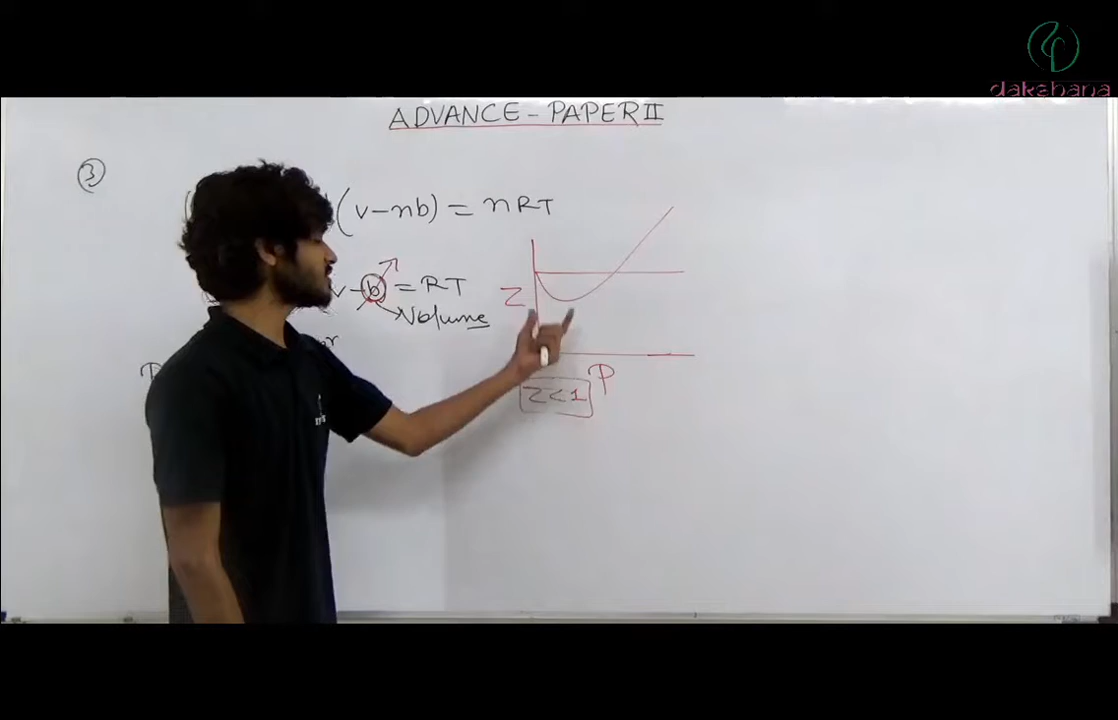 dakshana
ADVANCE - PAPER II
3
(V-nb) = nRT
V-b = RT
Volume
Z
P
Z<1